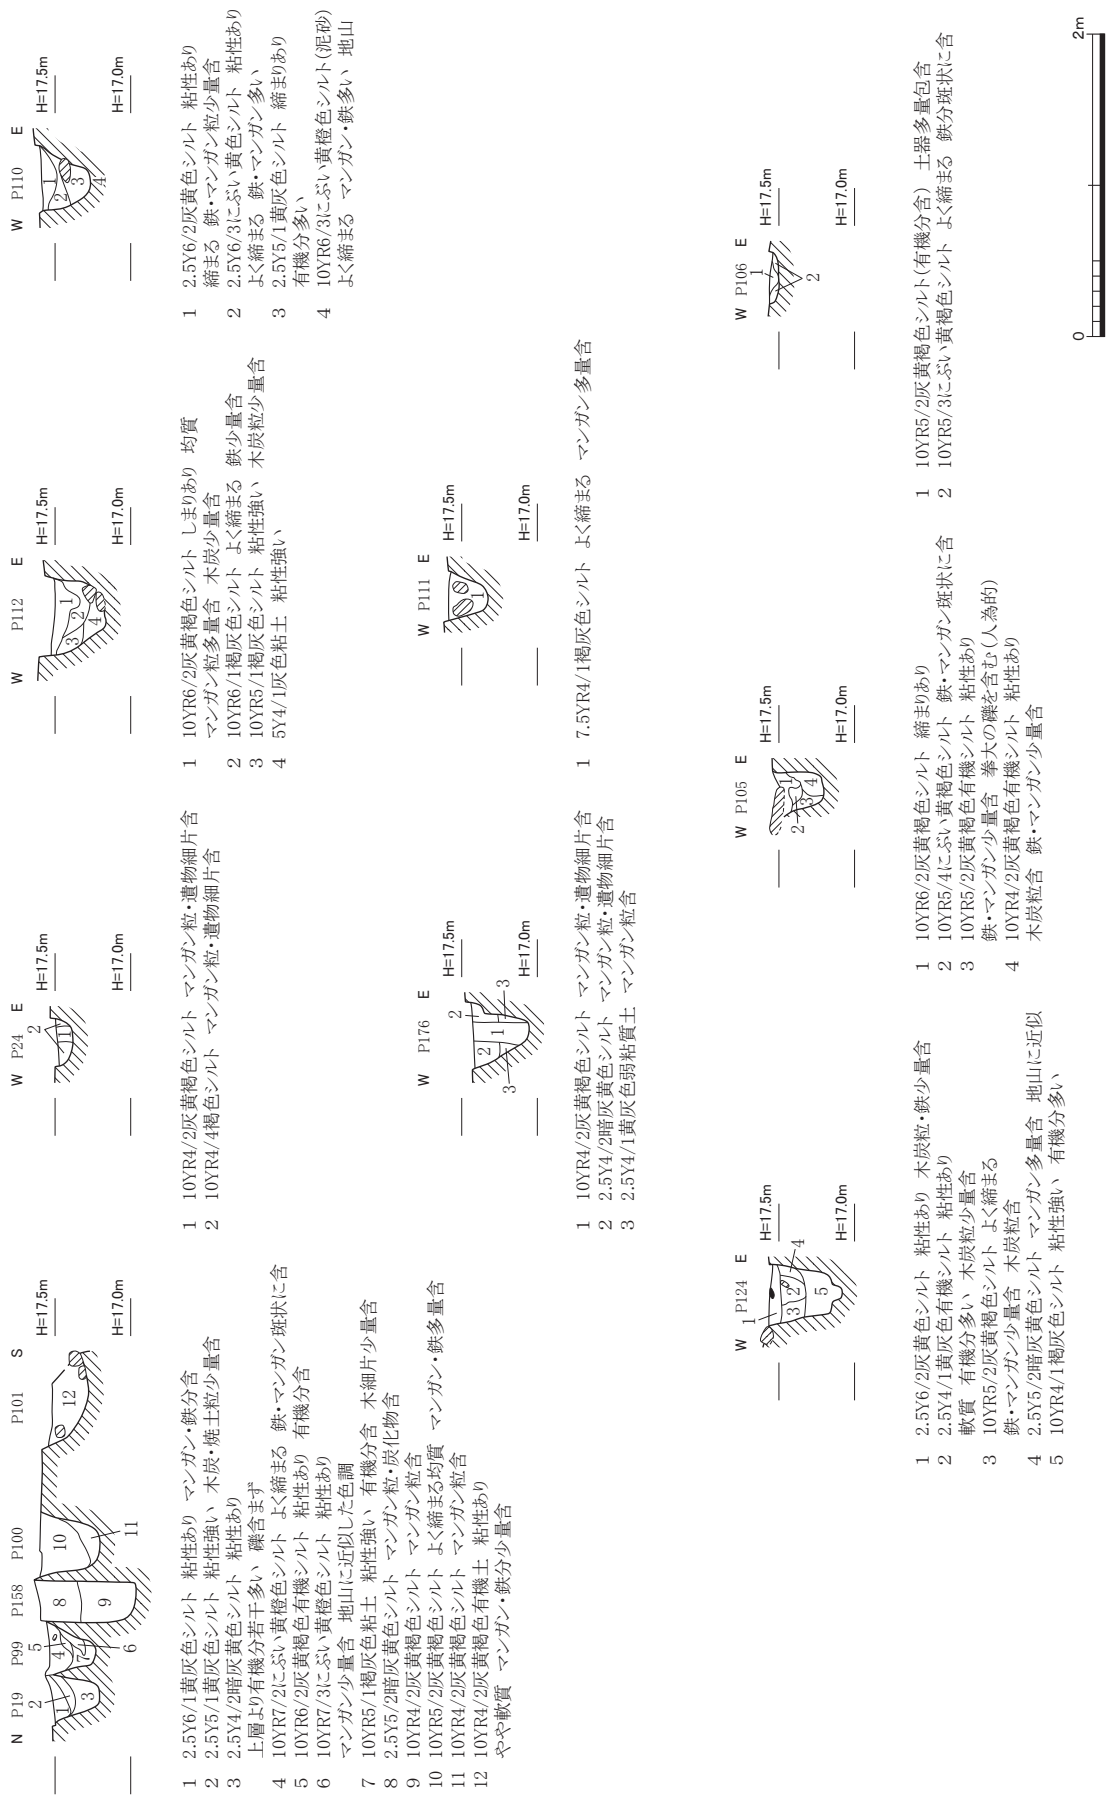 N P19 P99 P158 P100 P101 S
H=17.5m
H=17.0m
2 5
1 3 4 7 8 9 10 12
6 11
1 2.5Y6/1黄灰色シルト 粘性あり マンガン・鉄分含
2 2.5Y5/1黄灰色シルト 粘性強い 木炭・焼土粒少量含
3 2.5Y4/2暗灰黄色シルト 粘性あり
上層より有機分若干多い 礫含まず
4 10YR7/2にぶい黄橙色シルト よく締まる 鉄・マンガン斑状に含
5 10YR6/2灰黄褐色有機シルト 粘性あり 有機分含
6 10YR7/3にぶい黄橙色シルト 粘性あり
マンガン少量含 地山に近似した色調
7 10YR5/1褐灰色粘土 粘性強い 有機分含 木細片少量含
8 2.5Y5/2暗灰黄色シルト マンガン粒・炭化物含
9 10YR4/2灰黄褐色シルト マンガン粒含
10 10YR5/2灰黄褐色シルト よく締まる均質 マンガン・鉄多量含
11 10YR4/2灰黄褐色シルト マンガン粒含
12 10YR4/2灰黄褐色有機土 粘性あり
やや軟質 マンガン・鉄分少量含
W P24 E
2
1
H=17.5m
H=17.0m
1 10YR4/2灰黄褐色シルト マンガン粒・遺物細片含
2 10YR4/4褐色シルト マンガン粒・遺物細片含
W P112 E
H=17.5m
H=17.0m
3 2 1
4
1 10YR6/2灰黄褐色シルト しまりあり 均質
マンガン粒多量含 木炭少量含
2 10YR6/1褐灰色シルト よく締まる 鉄少量含
3 10YR5/1褐灰色シルト 粘性強い 木炭粒少量含
4 5Y4/1灰色粘土 粘性強い
W P110 E
H=17.5m
H=17.0m
1
2 3
4
1 2.5Y6/2灰黄色シルト 粘性あり
締まる 鉄・マンガン粒少量含
2 2.5Y6/3にぶい黄色シルト 粘性あり
よく締まる 鉄・マンガン多い
3 2.5Y5/1黄灰色シルト 締まりあり
有機分多い
4 10YR6/3にぶい黄橙色シルト(泥砂)
よく締まる マンガン・鉄多い 地山
W P176 E
H=17.5m
H=17.0m
2
2 1
3 3
1 10YR4/2灰黄褐色シルト マンガン粒・遺物細片含
2 2.5Y4/2暗灰黄色シルト マンガン粒・遺物細片含
3 2.5Y4/1黄灰色弱粘質土 マンガン粒含
W P111 E
H=17.5m
H=17.0m
1
1 7.5YR4/1褐灰色シルト よく締まる マンガン多量含
W P124 E
H=17.5m
H=17.0m
1
3 2 4
5
1 2.5Y6/2灰黄色シルト 粘性あり 木炭粒・鉄少量含
2 2.5Y4/1黄灰色有機シルト 粘性あり
軟質 有機分多い 木炭粒少量含
3 10YR5/2灰黄褐色シルト よく締まる
鉄・マンガン少量含 木炭粒含
4 2.5Y5/2暗灰黄色シルト マンガン多量含 地山に近似
5 10YR4/1褐灰色シルト 粘性強い 有機分多い
W P105 E
H=17.5m
H=17.0m
1
2 3 4
1 10YR6/2灰黄褐色シルト 締まりあり
2 10YR5/4にぶい黄褐色シルト 鉄・マンガン斑状に含
3 10YR5/2灰黄褐色有機シルト 粘性あり
鉄・マンガン少量含 拳大の礫を含む(人為的)
4 10YR4/2灰黄褐色有機シルト 粘性あり
木炭粒含 鉄・マンガン少量含
W P106 E
H=17.5m
H=17.0m
1
2
1 10YR5/2灰黄褐色シルト(有機分含) 土器多量包含
2 10YR5/3にぶい黄褐色シルト よく締まる 鉄分斑状に含
0 2m